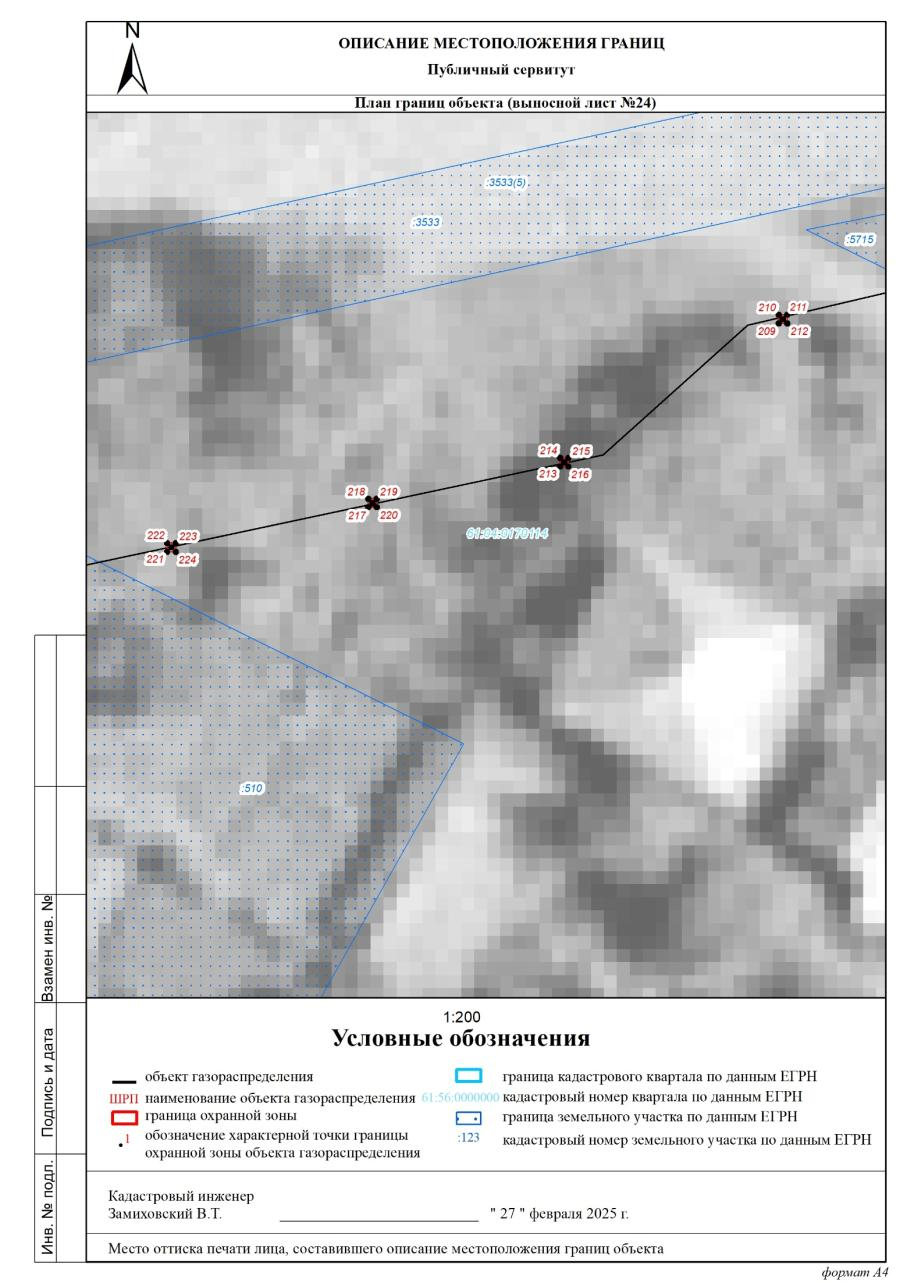 N
ОПИСАНИЕ МЕСТОПОЛОЖЕНИЯ ГРАНИЦ
Публичный сервитут
План границ объекта (выносной лист №24)
:3533(5)
:3533
:5715
210 211
209 212
214 215
213 216
218 219
217 220
61:04:0170114
222 223
221 224
:510
1:200
Условные обозначения
объект газораспределения
ШРП наименование объекта газораспределения
граница охранной зоны
1 обозначение характерной точки границы
охранной зоны объекта газораспределения
граница кадастрового квартала по данным ЕГРН
61:56:0000000 кадастровый номер квартала по данным ЕГРН
граница земельного участка по данным ЕГРН
:123 кадастровый номер земельного участка по данным ЕГРН
Кадастровый инженер
Замиховский В.Т. " 27 " февраля 2025 г.
Место оттиска печати лица, составившего описание местоположения границ объекта
Взамен инв. №
Подпись и дата
Инв. № подл.
формат А4